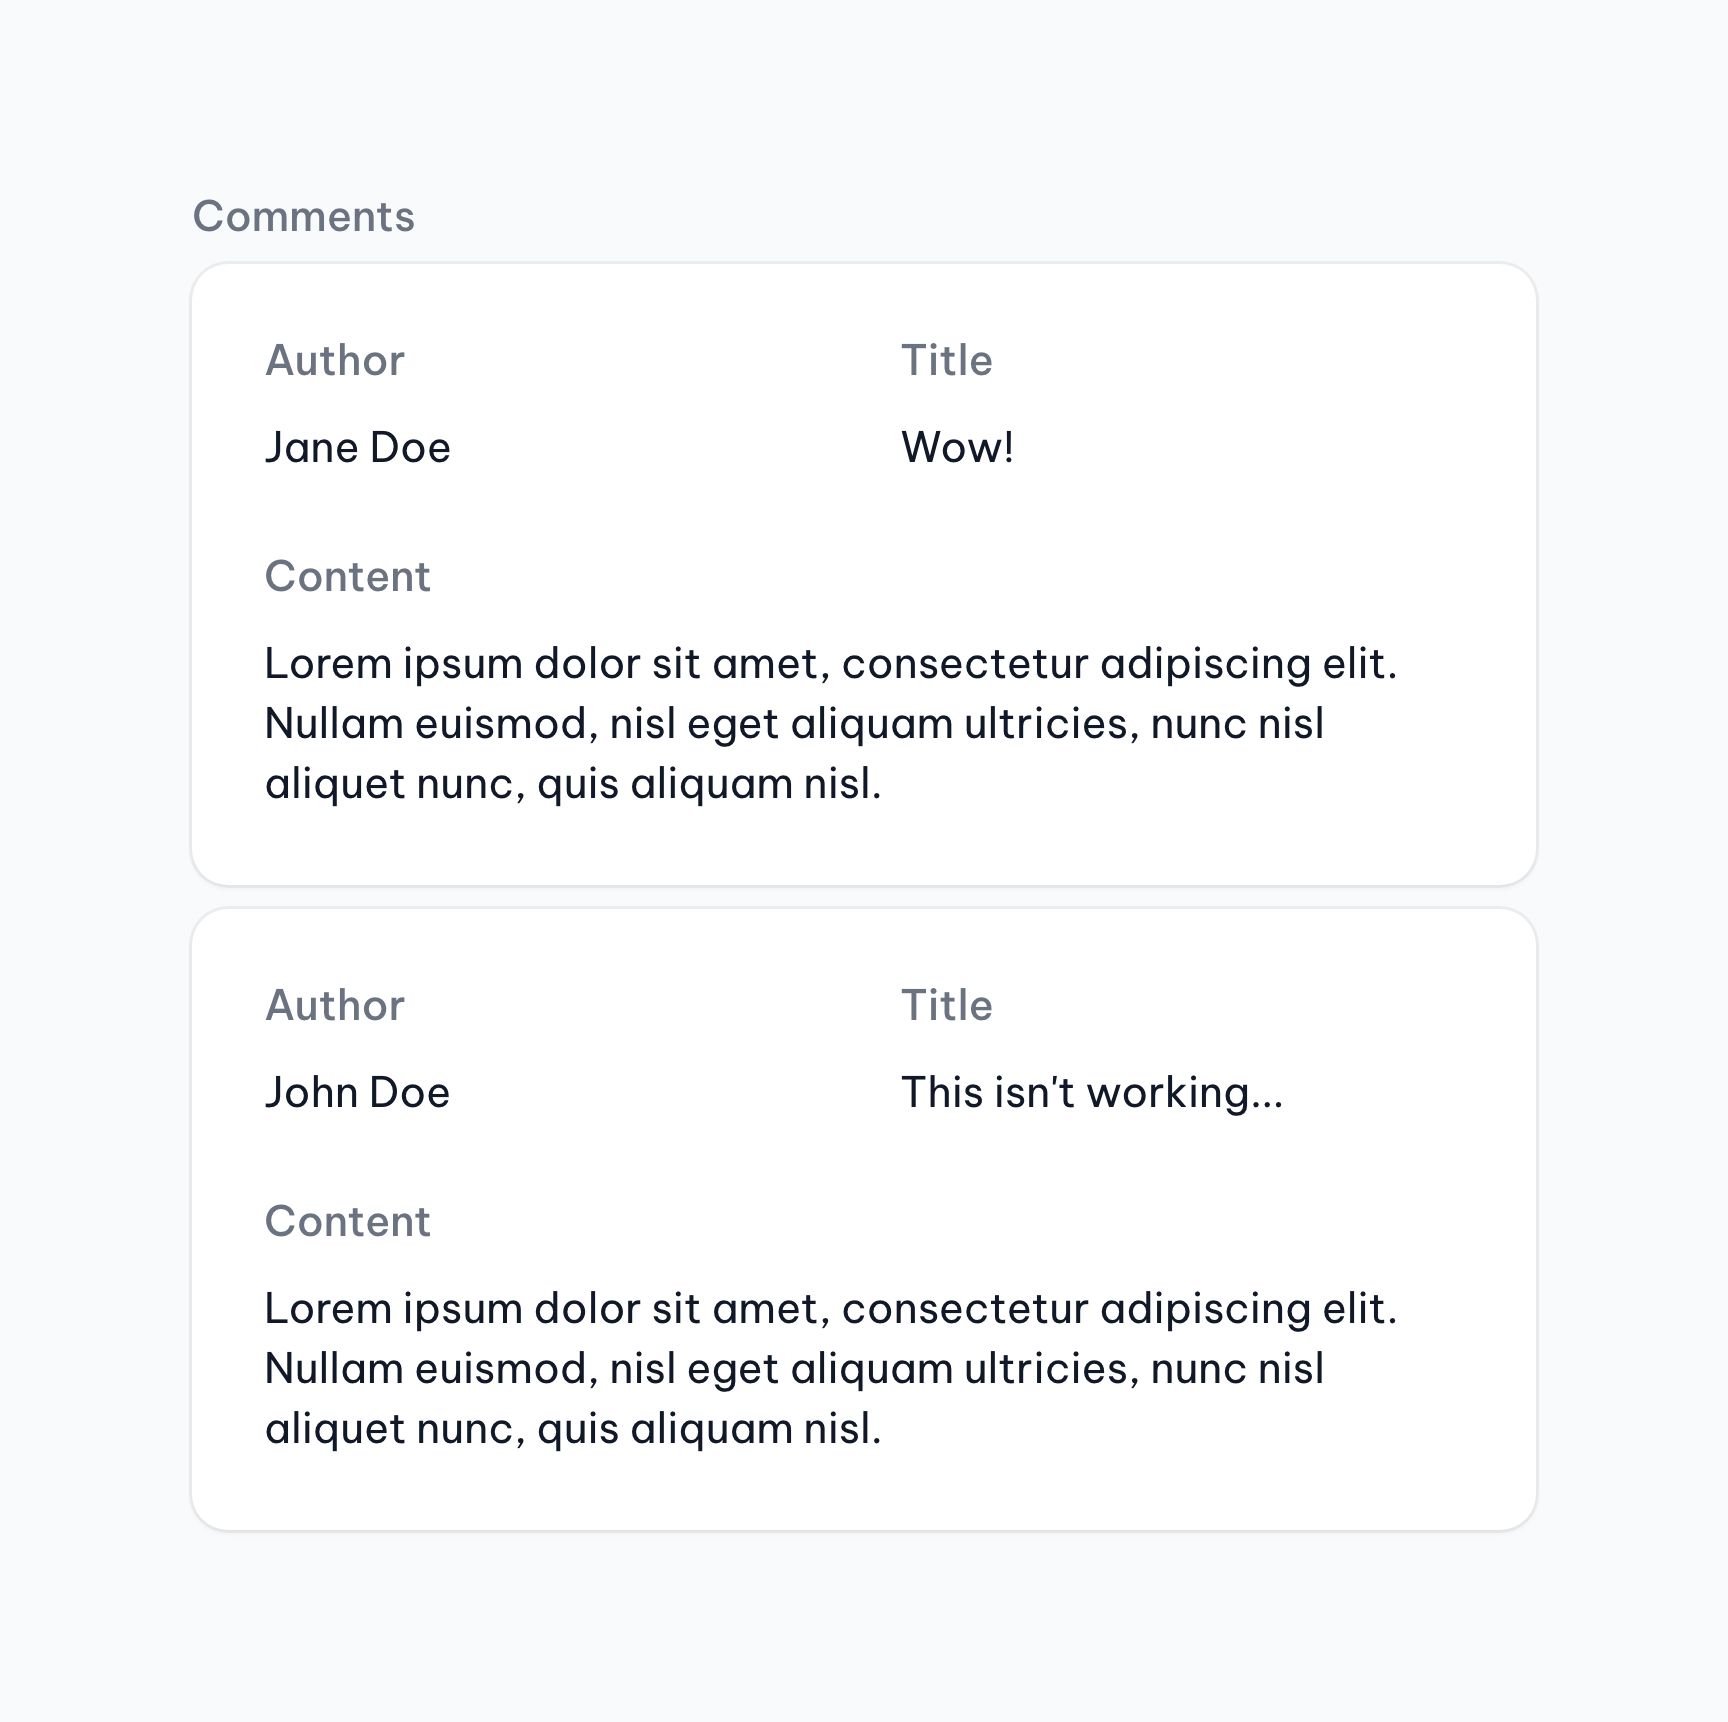 Comments
Author
Title
Jane Doe
Wow!
Content
Lorem ipsum dolor sit amet, consectetur adipiscing elit.
Nullam euismod, nisl eget aliquam ultricies, nunc nisl
aliquet nunc, quis aliquam nisl.
Author
Title
John Doe
This isn't working...
Content
Lorem ipsum dolor sit amet, consectetur adipiscing elit.
Nullam euismod, nisl eget aliquam ultricies, nunc nisl
aliquet nunc, quis aliquam nisl.